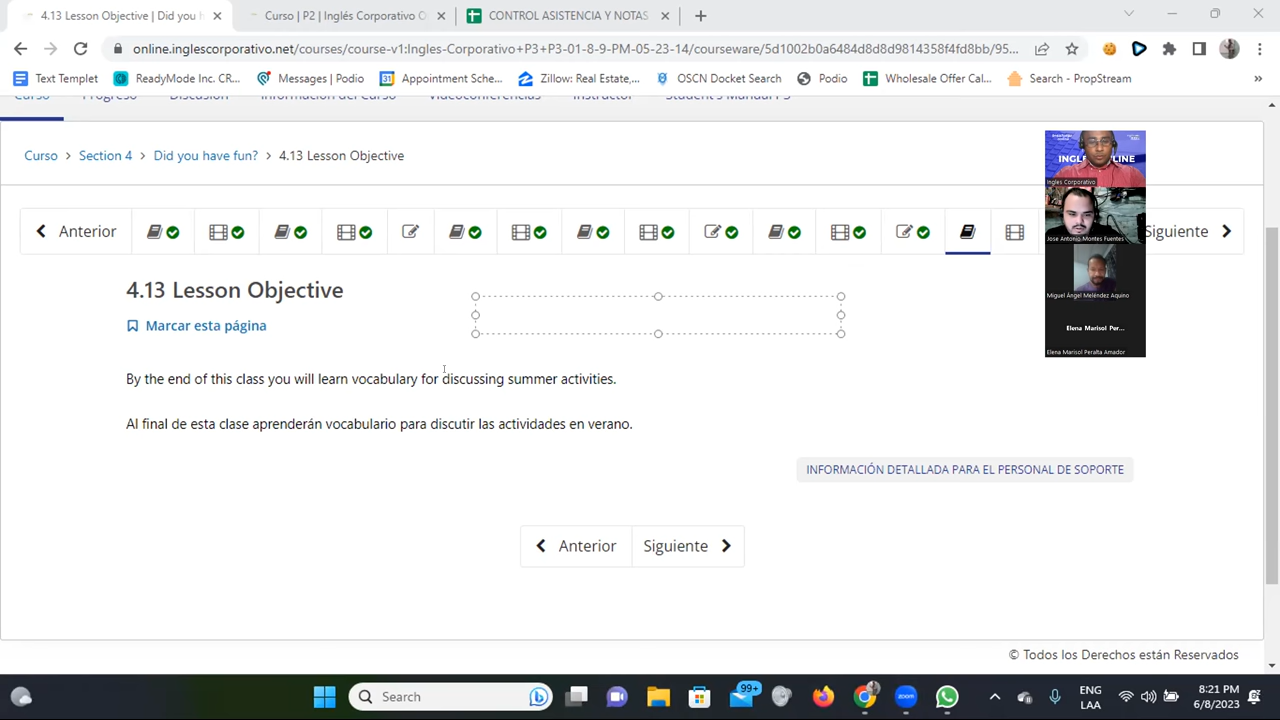 4.13 Lesson Objective | Did you h
Curso | P2 | Inglés Corporativo O
CONTROL ASISTENCIA Y NOTAS
online.inglescorporativo.net/courses/course-v1:Ingles-Corporativo+P3+P3-01-8-9-PM-05-23-14/courseware/5d1002b0a6484d8d8d9814358f4fd8bb/95...
Text Templet
ReadyMode Inc. CR...
Messages | Podio
Appointment Sche...
Zillow: Real Estate,...
OSCN Docket Search
Podio
Wholesale Offer Cal...
Search - PropStream
Curso Progreso Discusión Información del Curso Videoconferencias Instructor Student's Manual P3
Curso > Section 4 > Did you have fun? > 4.13 Lesson Objective
Ingles Corporativo
Jose Antonio Montes Fuentes
Miguel Ángel Meléndez Aquino
Elena Marisol Per...
Elena Marisol Peralta Amador
Anterior
Siguiente
4.13 Lesson Objective
Marcar esta página
By the end of this class you will learn vocabulary for discussing summer activities.
Al final de esta clase aprenderán vocabulario para discutir las actividades en verano.
INFORMACIÓN DETALLADA PARA EL PERSONAL DE SOPORTE
Anterior
Siguiente
© Todos los Derechos están Reservados
Search
99+
zoom
ENG
LAA
8:21 PM
6/8/2023